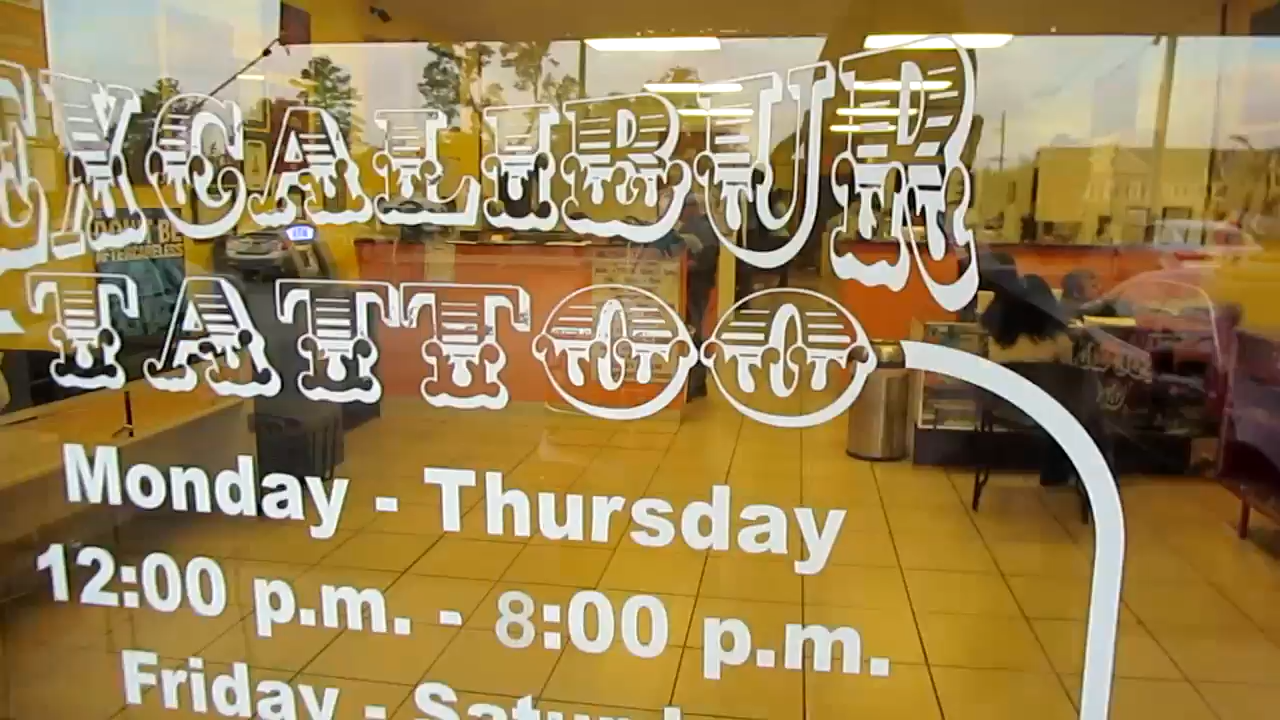 EXCALIBUR
TATTOO
Monday - Thursday
12:00 p.m. - 8:00 p.m.
Friday -